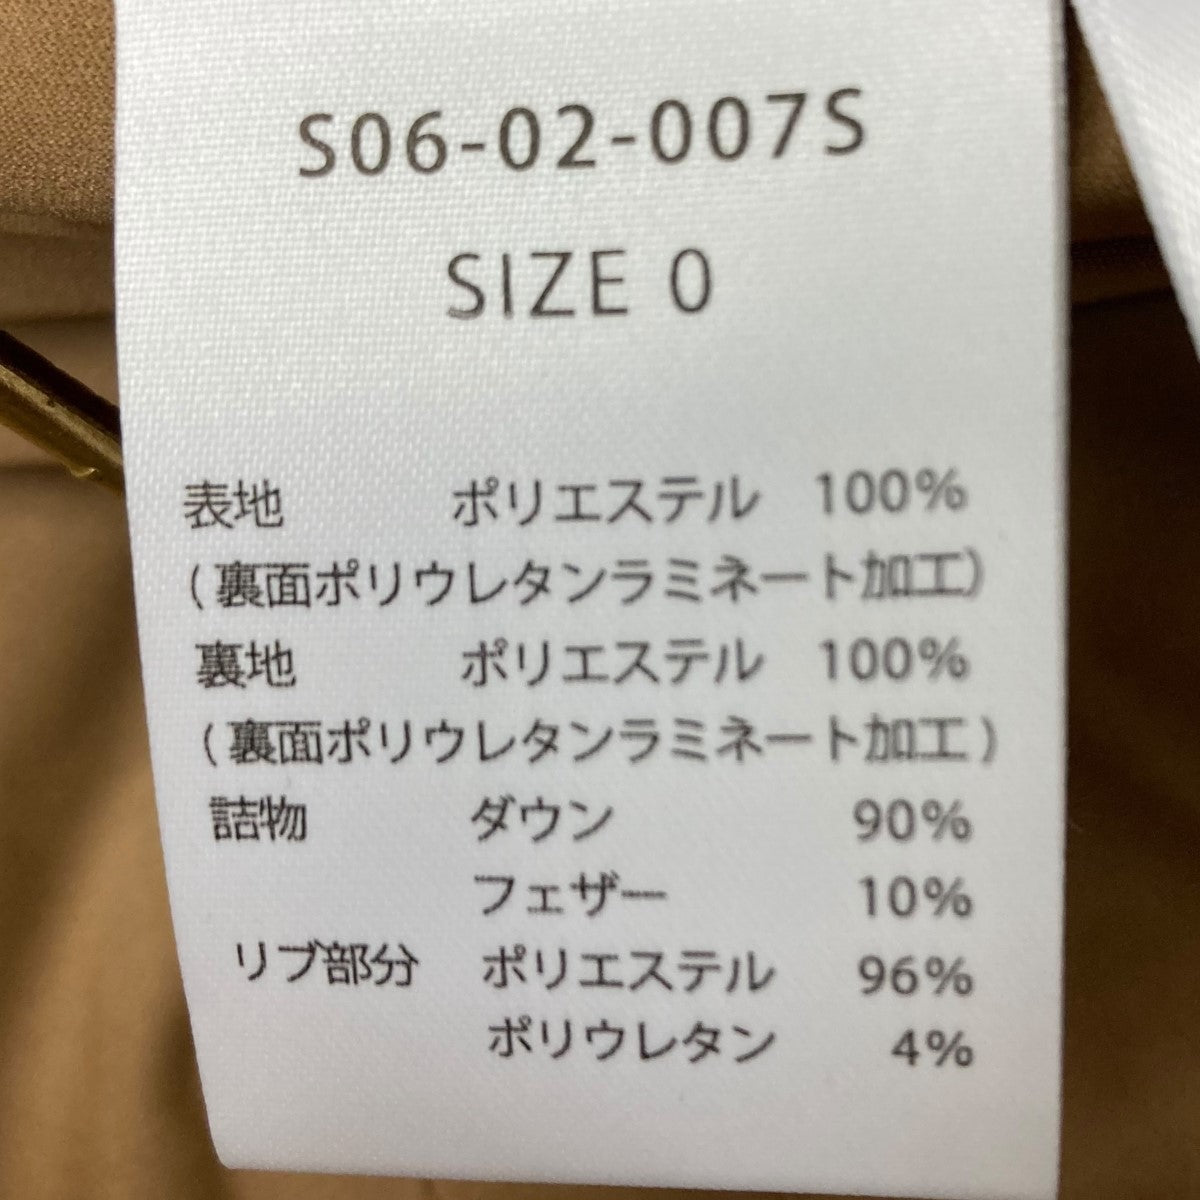 S06-02-007S
SIZE 0
表地 ポリエステル 100%
(裏面ポリウレタンラミネート加工)
裏地 ポリエステル 100%
(裏面ポリウレタンラミネート加工)
詰物 ダウン 90%
フェザー 10%
リブ部分 ポリエステル 96%
ポリウレタン 4%